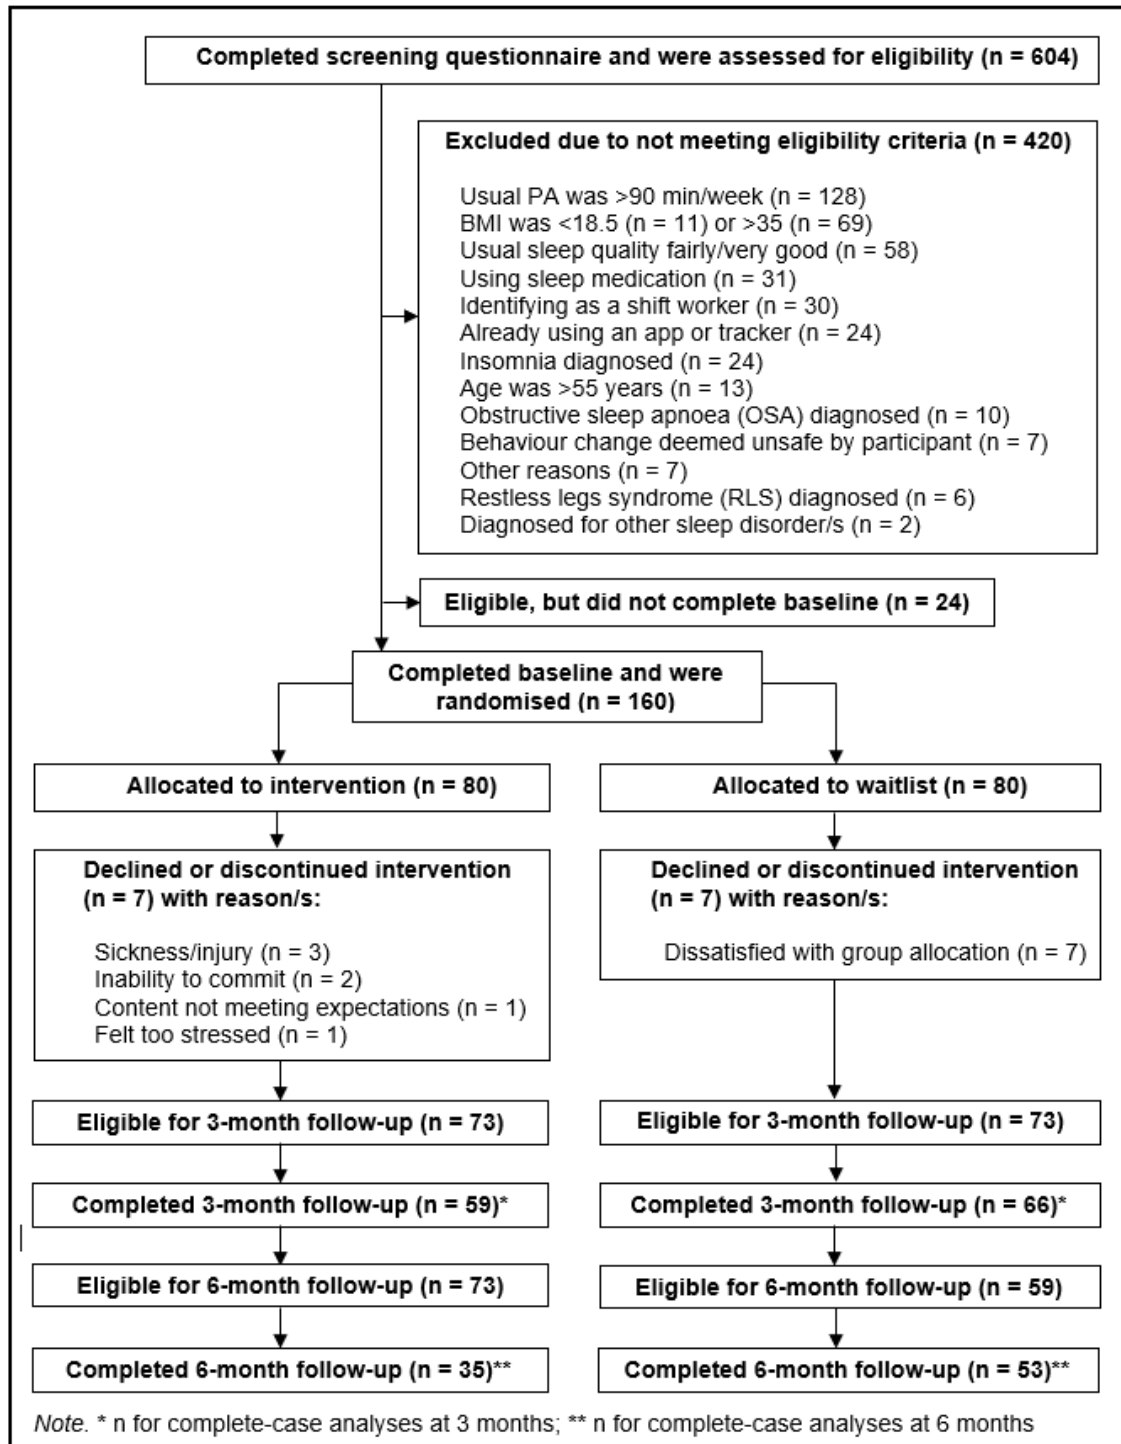 Completed screening questionnaire and were assessed for eligibility (n = 604)
Excluded due to not meeting eligibility criteria (n = 420)
Usual PA was >90 min/week (n = 128)
BMI was <18.5 (n = 11) or >35 (n = 69)
Usual sleep quality fairly/very good (n = 58)
Using sleep medication (n = 31)
Identifying as a shift worker (n = 30)
Already using an app or tracker (n = 24)
Insomnia diagnosed (n = 24)
Age was >55 years (n = 13)
Obstructive sleep apnoea (OSA) diagnosed (n = 10)
Behaviour change deemed unsafe by participant (n = 7)
Other reasons (n = 7)
Restless legs syndrome (RLS) diagnosed (n = 6)
Diagnosed for other sleep disorder/s (n = 2)
Eligible, but did not complete baseline (n = 24)
Completed baseline and were
randomised (n = 160)
Allocated to intervention (n = 80)
Declined or discontinued intervention
(n = 7) with reason/s:
Sickness/injury (n = 3)
Inability to commit (n = 2)
Content not meeting expectations (n = 1)
Felt too stressed (n = 1)
Eligible for 3-month follow-up (n = 73)
Completed 3-month follow-up (n = 59)*
Eligible for 6-month follow-up (n = 73)
Completed 6-month follow-up (n = 35)**
Allocated to waitlist (n = 80)
Declined or discontinued intervention
(n = 7) with reason/s:
Dissatisfied with group allocation (n = 7)
Eligible for 3-month follow-up (n = 73)
Completed 3-month follow-up (n = 66)*
Eligible for 6-month follow-up (n = 59)
Completed 6-month follow-up (n = 53)**
Note. * n for complete-case analyses at 3 months; ** n for complete-case analyses at 6 months